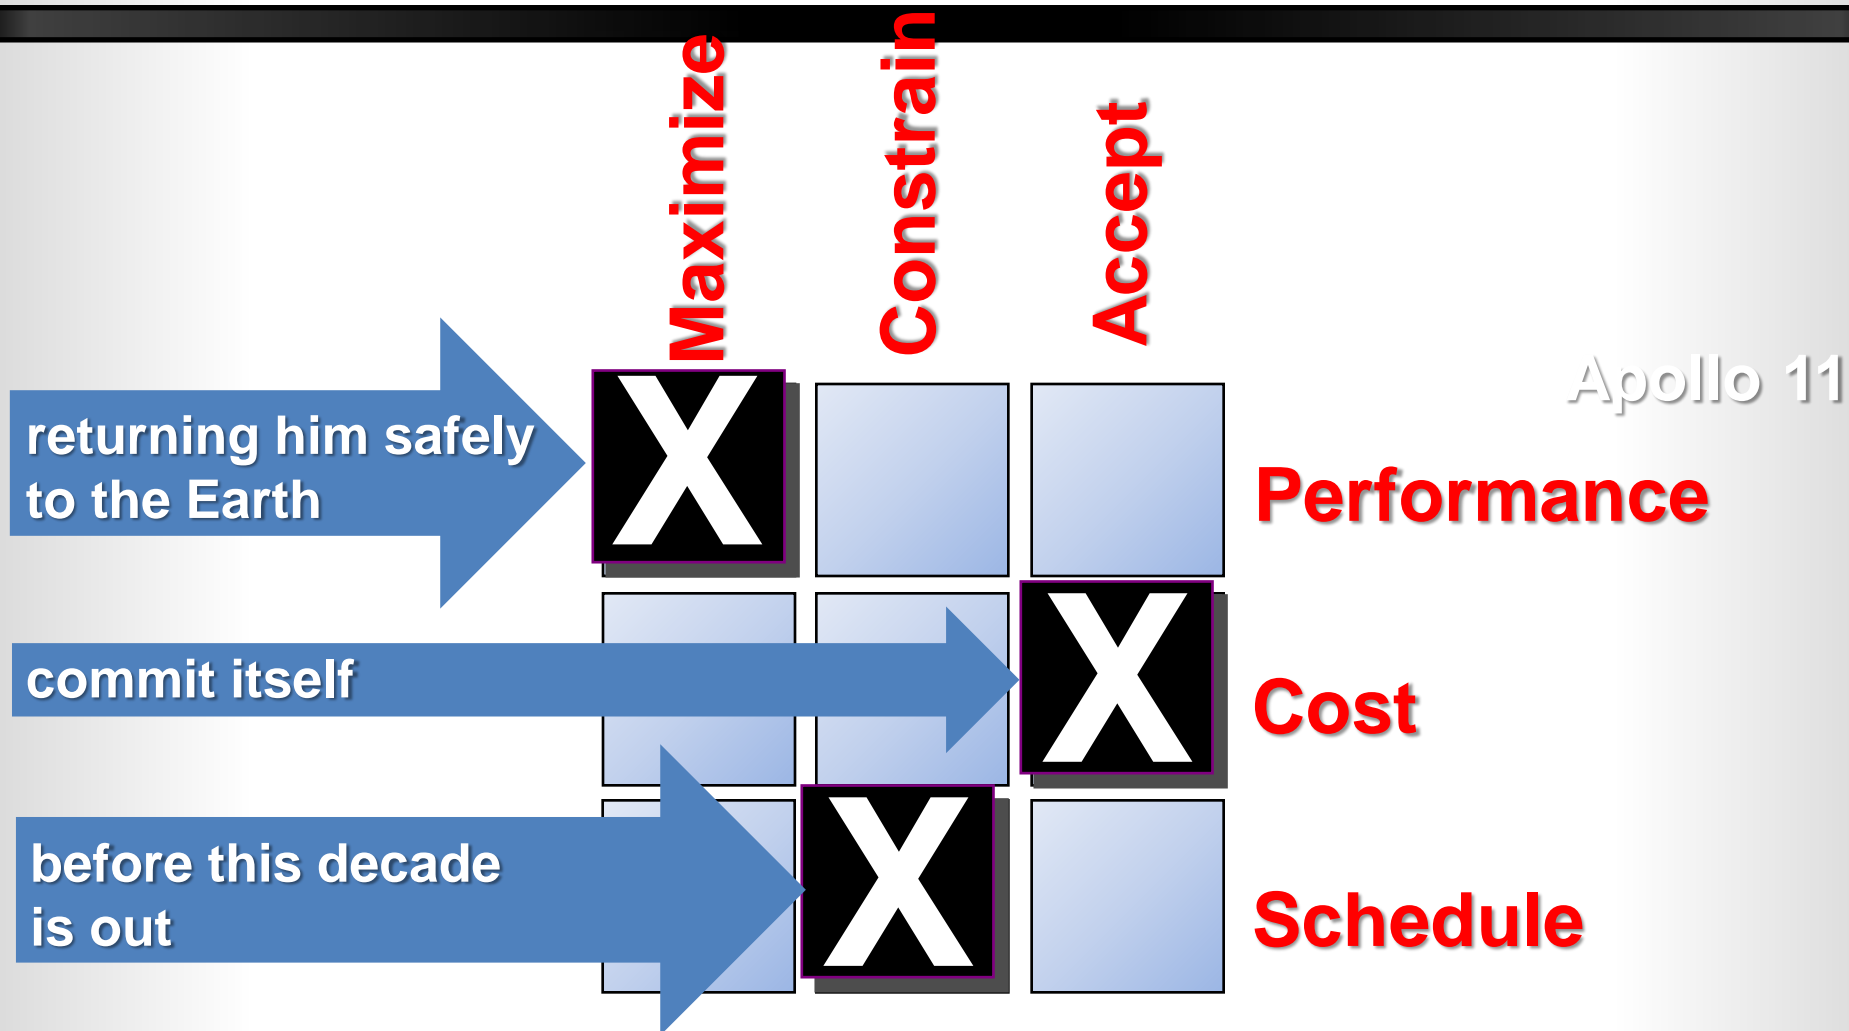 Maximize
Constrain
Accept
Apollo 11
returning him safely
to the Earth
X
Performance
commit itself
X
Cost
before this decade
is out
X
Schedule